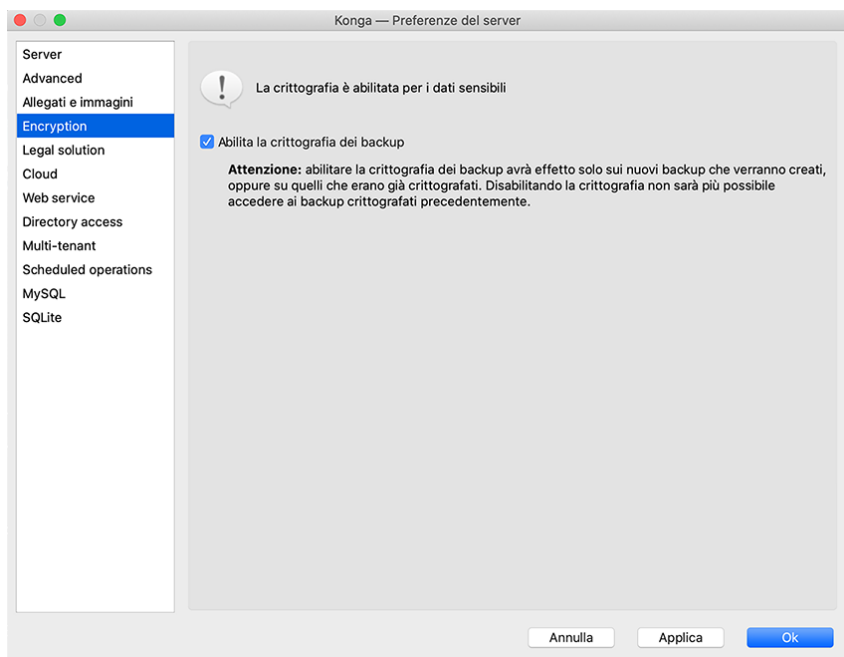 Konga — Preferenze del server
Server
Advanced
Allegati e immagini
Encryption
Legal solution
Cloud
Web service
Directory access
Multi-tenant
Scheduled operations
MySQL
SQLite
La crittografia è abilitata per i dati sensibili
Abilita la crittografia dei backup
Attenzione: abilitare la crittografia dei backup avrà effetto solo sui nuovi backup che verranno creati,
oppure su quelli che erano già crittografati. Disabilitando la crittografia non sarà più possibile
accedere ai backup crittografati precedentemente.
Annulla
Applica
Ok